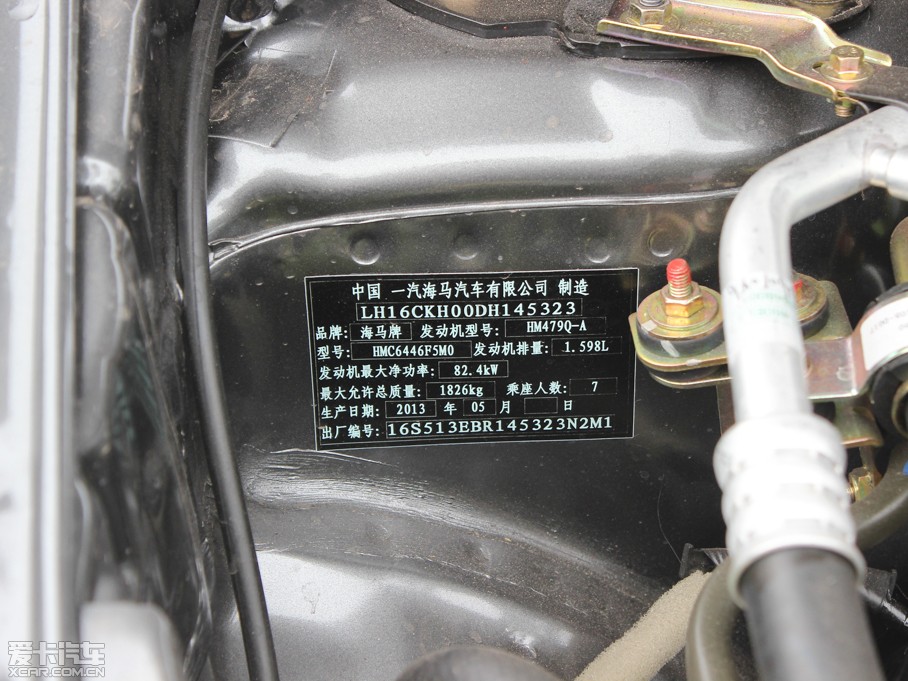 中国 一汽海马汽车有限公司 制造
LH16CKH00DH145323
品牌: 海马牌 发动机型号: HM479Q-A
型号: HMC6446F5M0 发动机排量: 1.598L
发动机最大净功率: 82.4kW
最大允许总质量: 1826kg 乘座人数: 7
生产日期: 2013 年 05 月 日
出厂编号: 16S513EBR145323N2M1
爱卡汽车
XCAR.COM.CN